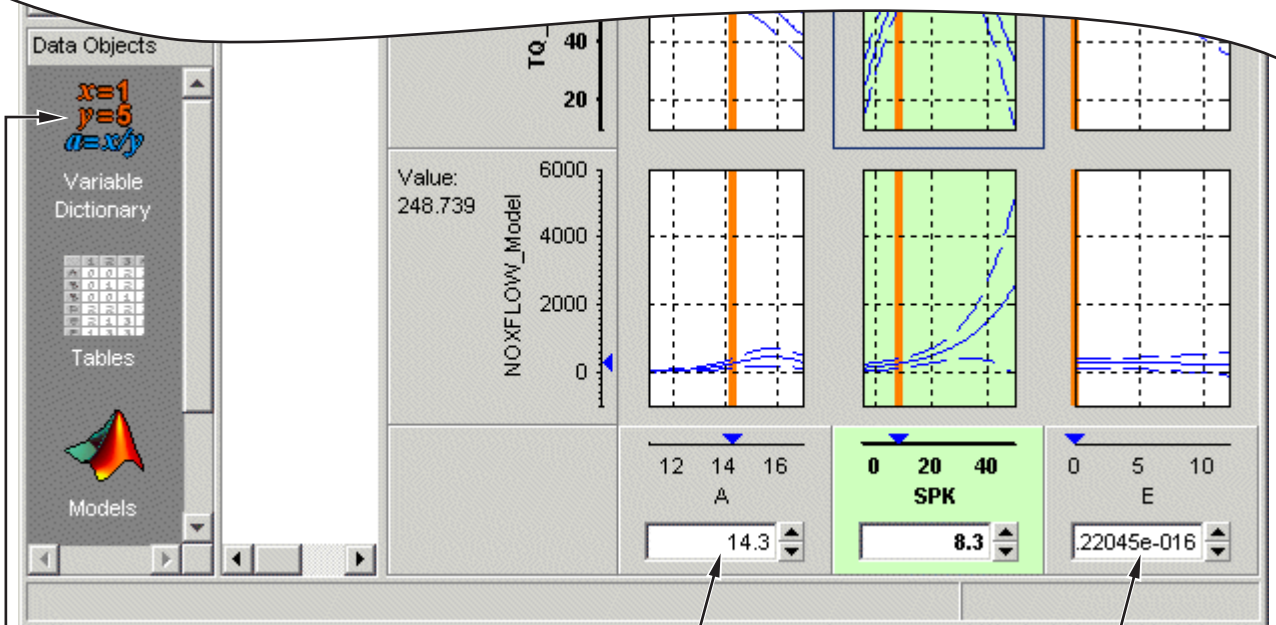 Data Objects
x=1
y=5
a=x/y
Variable
Dictionary
Tables
Models
TQ_
40
20
Value:
248.739
NOXFLOW_Model
6000
4000
2000
0
12 14 16
A
14.3
0 20 40
SPK
8.3
0 5 10
E
.22045e-016